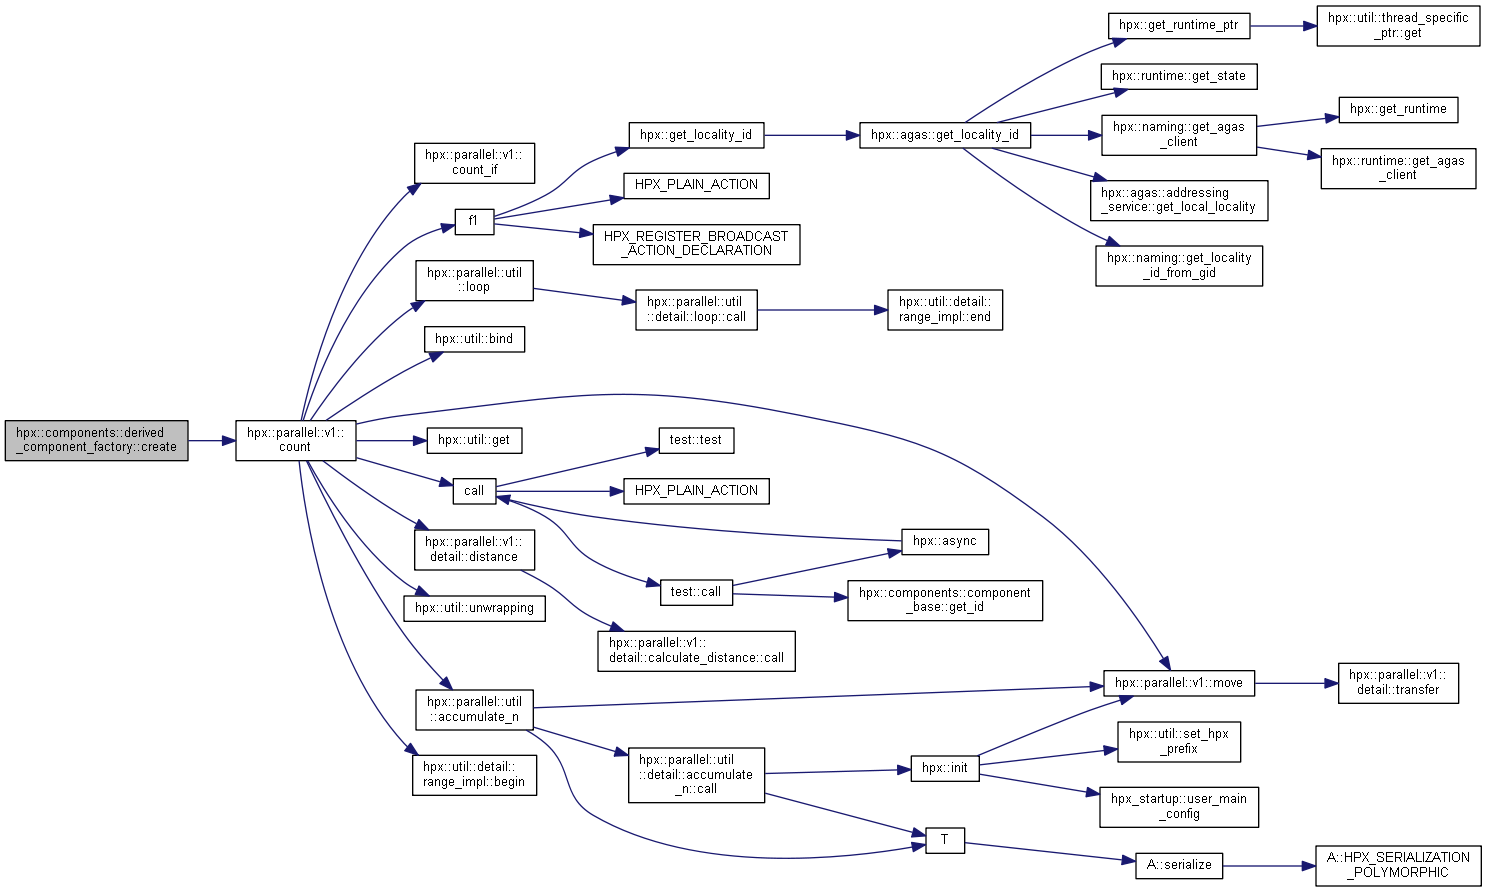 hpx::components::derived
_component_factory::create
hpx::parallel::v1::
count
hpx::parallel::v1::
count_if
f1
hpx::get_locality_id
HPX_PLAIN_ACTION
HPX_REGISTER_BROADCAST
_ACTION_DECLARATION
hpx::agas::get_locality_id
hpx::get_runtime_ptr
hpx::util::thread_specific
_ptr::get
hpx::runtime::get_state
hpx::naming::get_agas
_client
hpx::get_runtime
hpx::runtime::get_agas
_client
hpx::agas::addressing
_service::get_local_locality
hpx::naming::get_locality
_id_from_gid
hpx::parallel::util
::loop
hpx::parallel::util
::detail::loop::call
hpx::util::detail::
range_impl::end
hpx::util::bind
hpx::util::get
call
test::test
HPX_PLAIN_ACTION
hpx::async
test::call
hpx::components::component
_base::get_id
hpx::parallel::v1::
detail::distance
hpx::util::unwrapping
hpx::parallel::v1::
detail::calculate_distance::call
hpx::parallel::util
::accumulate_n
hpx::parallel::v1::move
hpx::parallel::v1::
detail::transfer
hpx::util::detail::
range_impl::begin
hpx::parallel::util
::detail::accumulate
_n::call
hpx::init
hpx::util::set_hpx
_prefix
hpx_startup::user_main
_config
T
A::serialize
A::HPX_SERIALIZATION
_POLYMORPHIC